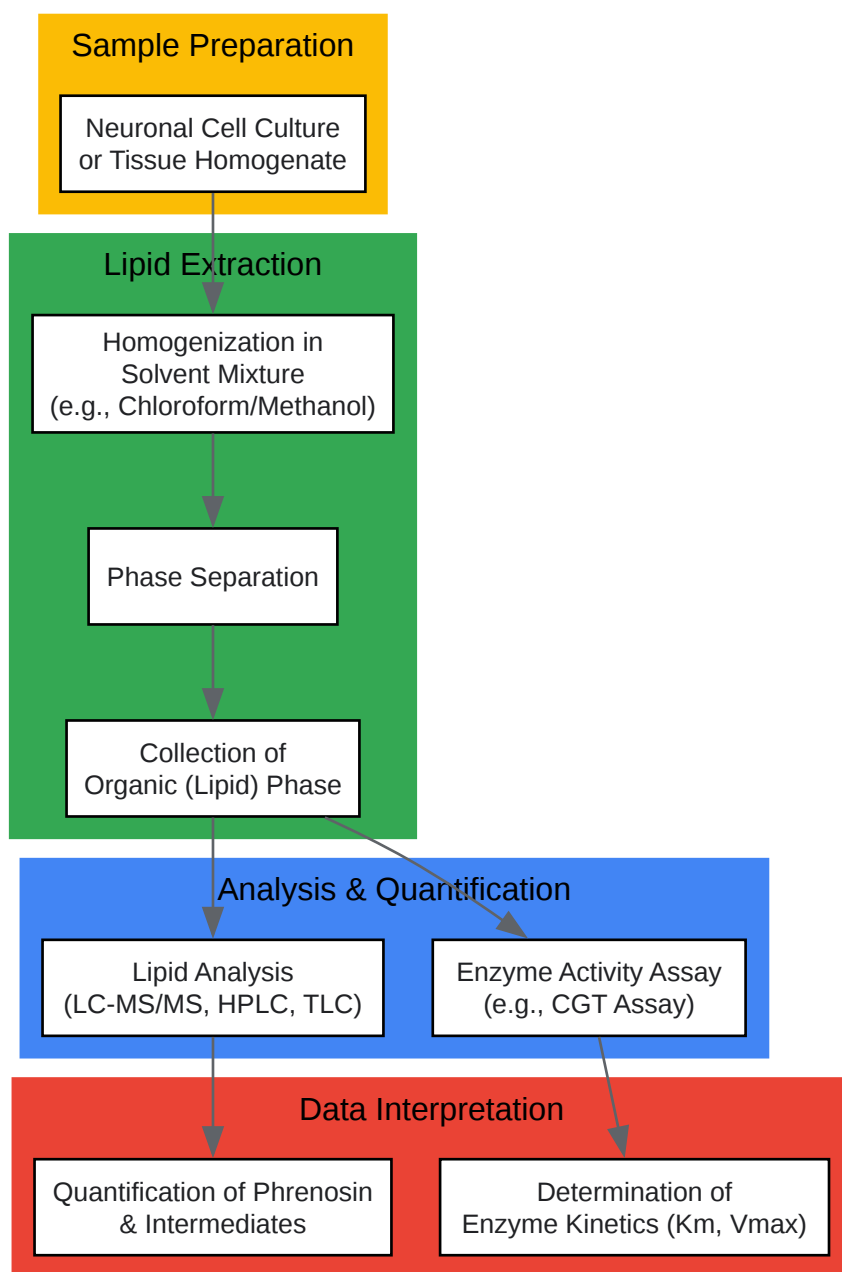 Sample Preparation
Neuronal Cell Culture
or Tissue Homogenate
Lipid Extraction
Homogenization in
Solvent Mixture
(e.g., Chloroform/Methanol)
Phase Separation
Collection of
Organic (Lipid) Phase
Analysis & Quantification
Lipid Analysis
(LC-MS/MS, HPLC, TLC)
Enzyme Activity Assay
(e.g., CGT Assay)
Data Interpretation
Quantification of Phrenosin
& Intermediates
Determination of
Enzyme Kinetics (Km, Vmax)